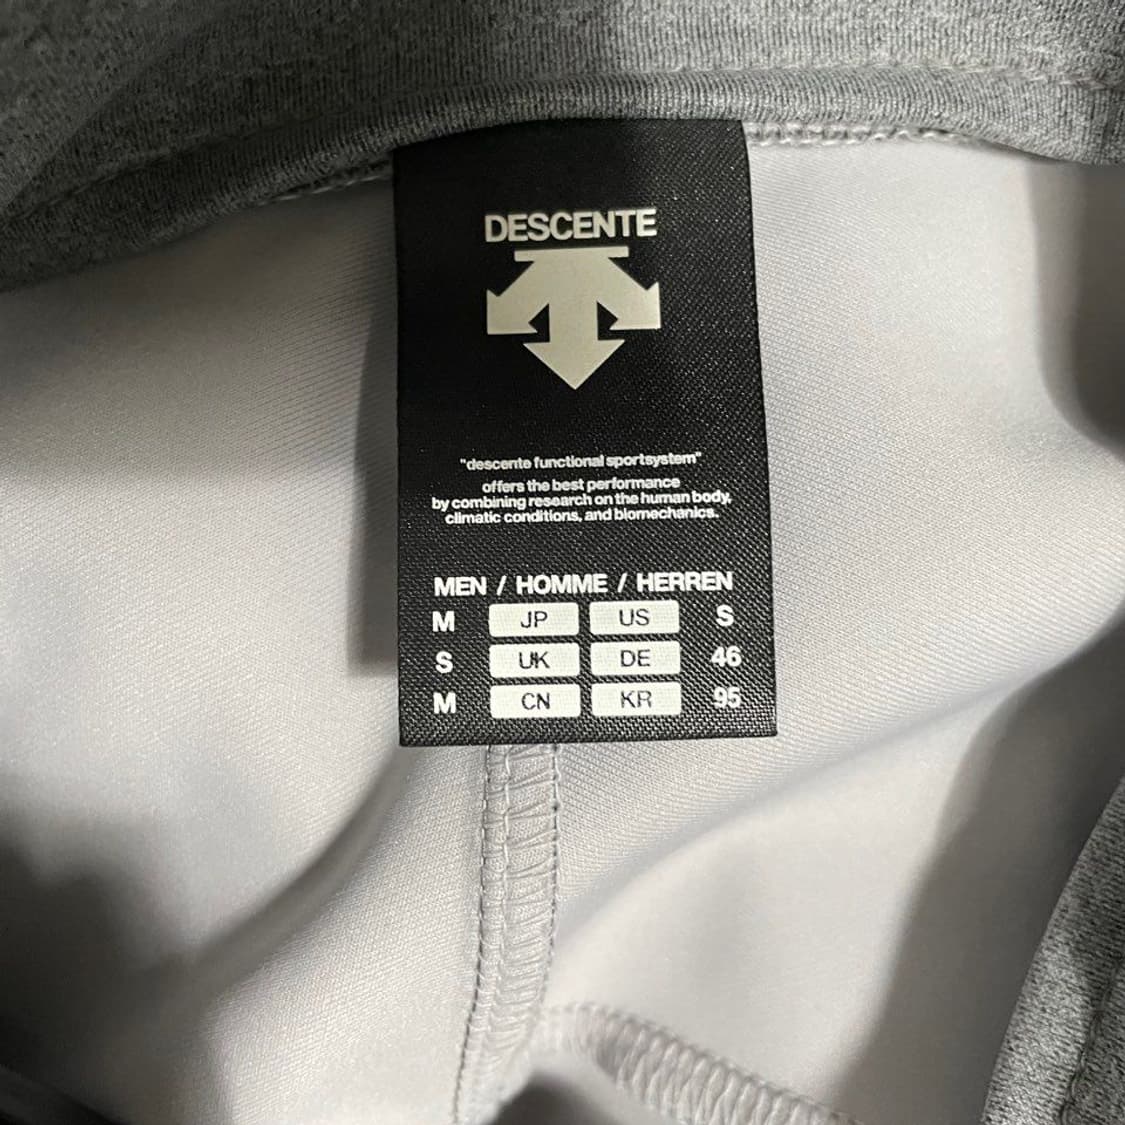 DESCENTE
"descente functional sportsystem"
offers the best performance
by combining research on the human body,
climatic conditions, and biomechanics.
MEN / HOMME / HERREN
M JP US S
S UK DE 46
M CN KR 95